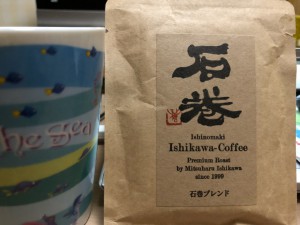 the Sea
石巻
Ishinomaki
Ishikawa-Coffee
Premium Roast
by Mitsuharu Ishikawa
since 1999
石巻ブレンド